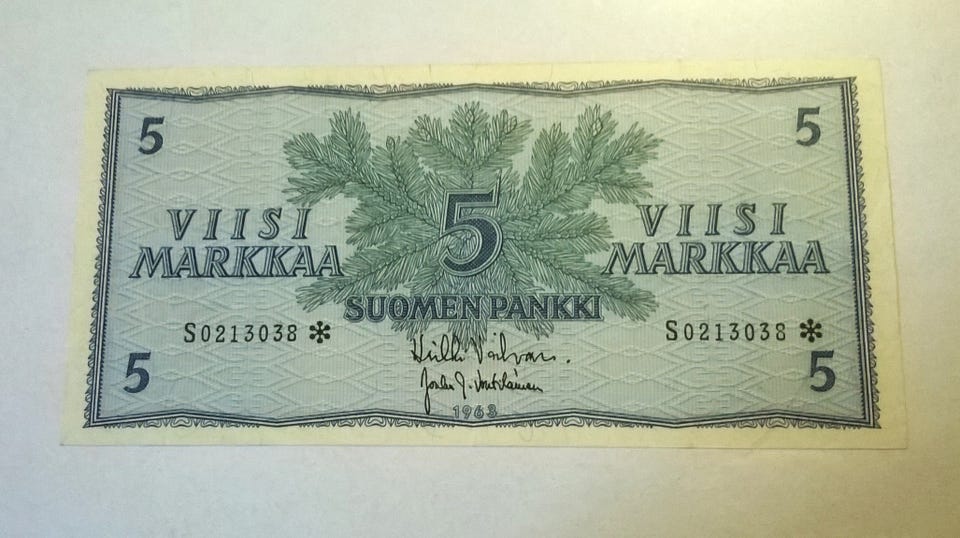 5 5
VIISI MARKKAA
5
VIISI MARKKAA
SUOMEN PANKKI
S0213038 *
S0213038 *
5 5
1963